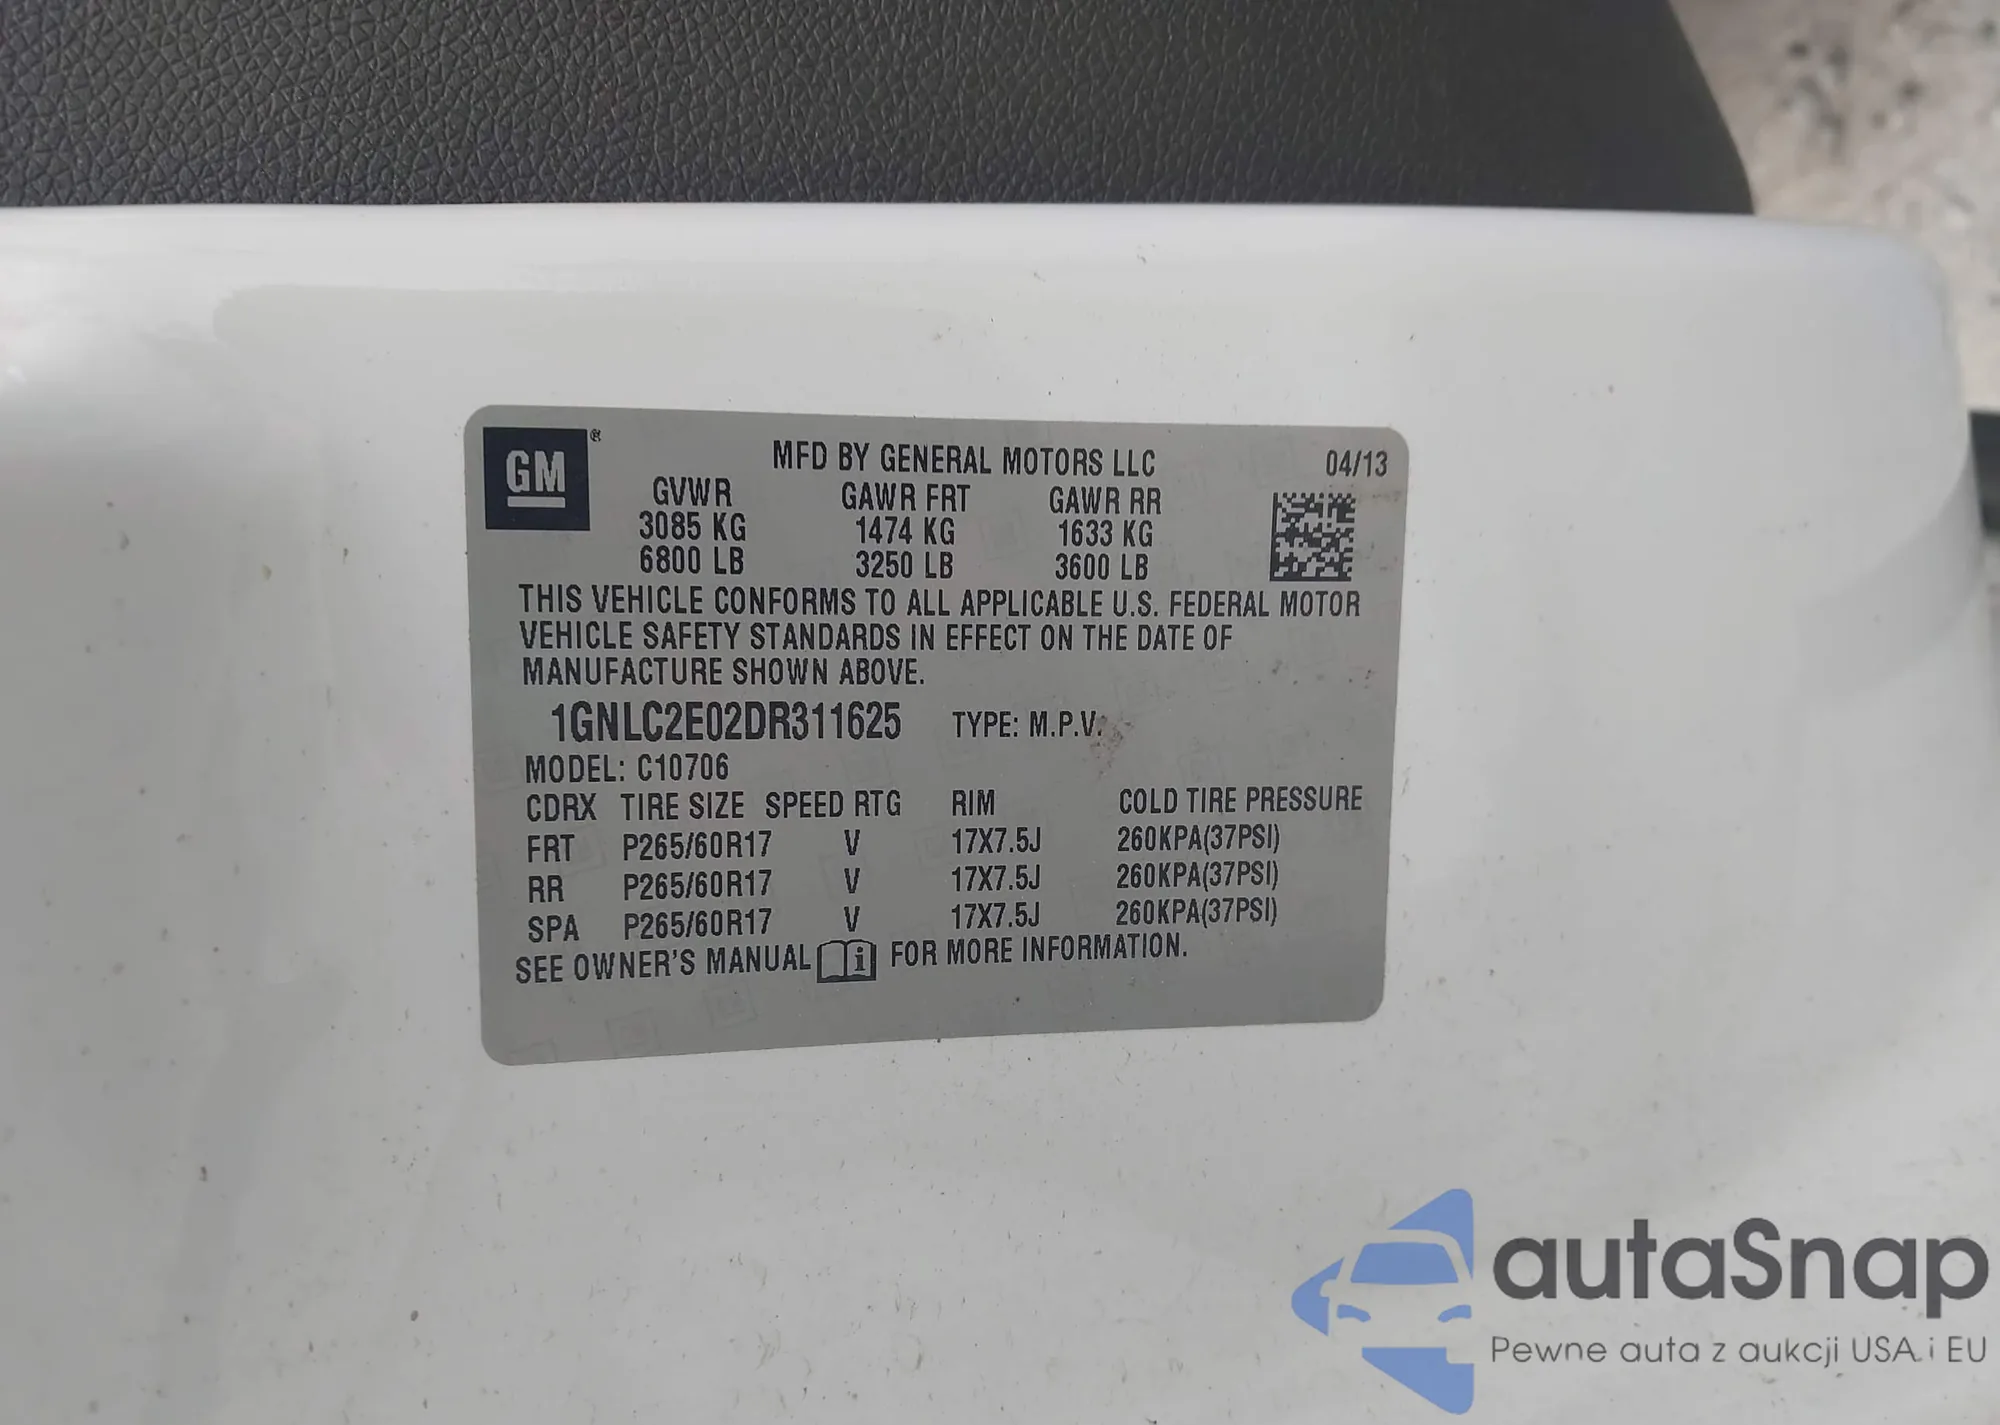 GM ®
MFD BY GENERAL MOTORS LLC 04/13
GVWR GAWR FRT GAWR RR
3085 KG 1474 KG 1633 KG
6800 LB 3250 LB 3600 LB
THIS VEHICLE CONFORMS TO ALL APPLICABLE U.S. FEDERAL MOTOR
VEHICLE SAFETY STANDARDS IN EFFECT ON THE DATE OF
MANUFACTURE SHOWN ABOVE.
1GNLC2E02DR311625 TYPE: M.P.V.
MODEL: C10706
CDRX TIRE SIZE SPEED RTG RIM COLD TIRE PRESSURE
FRT P265/60R17 V 17X7.5J 260KPA(37PSI)
RR P265/60R17 V 17X7.5J 260KPA(37PSI)
SPA P265/60R17 V 17X7.5J 260KPA(37PSI)
SEE OWNER'S MANUAL i FOR MORE INFORMATION.
autaSnap
Pewne auta z aukcji USA i EU